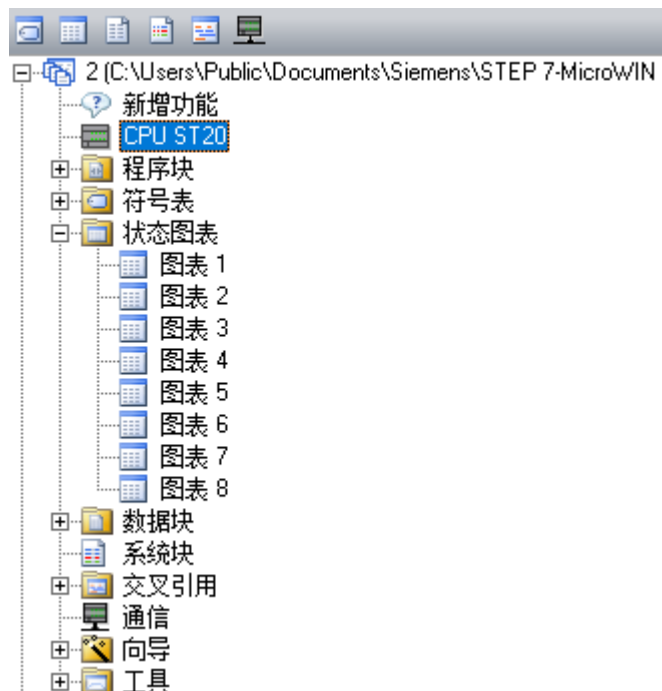 2 (C:\Users\Public\Documents\Siemens\STEP 7-MicroWIN
新增功能
CPU ST20
程序块
符号表
状态图表
图表 1
图表 2
图表 3
图表 4
图表 5
图表 6
图表 7
图表 8
数据块
系统块
交叉引用
通信
向导
工具